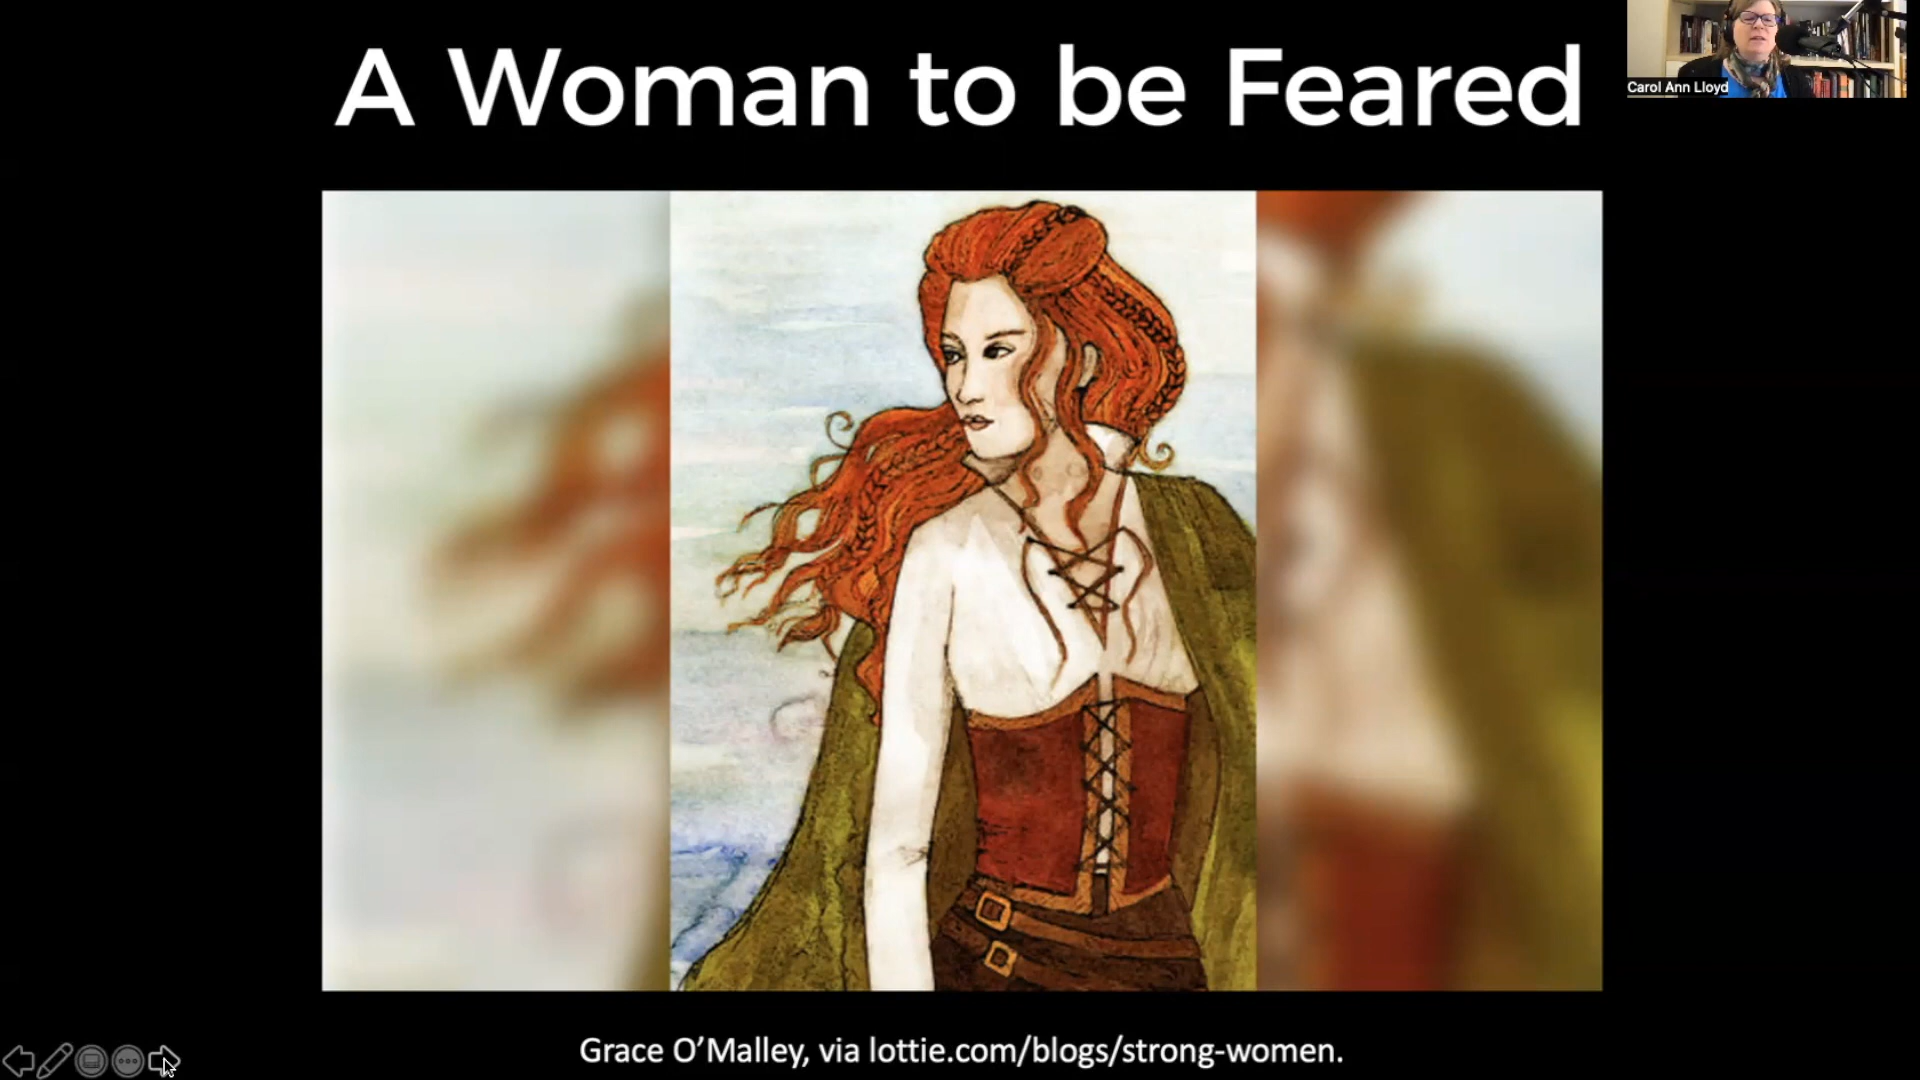 A Woman to be Feared
Carol Ann Lloyd
Grace O’Malley, via lottie.com/blogs/strong-women.